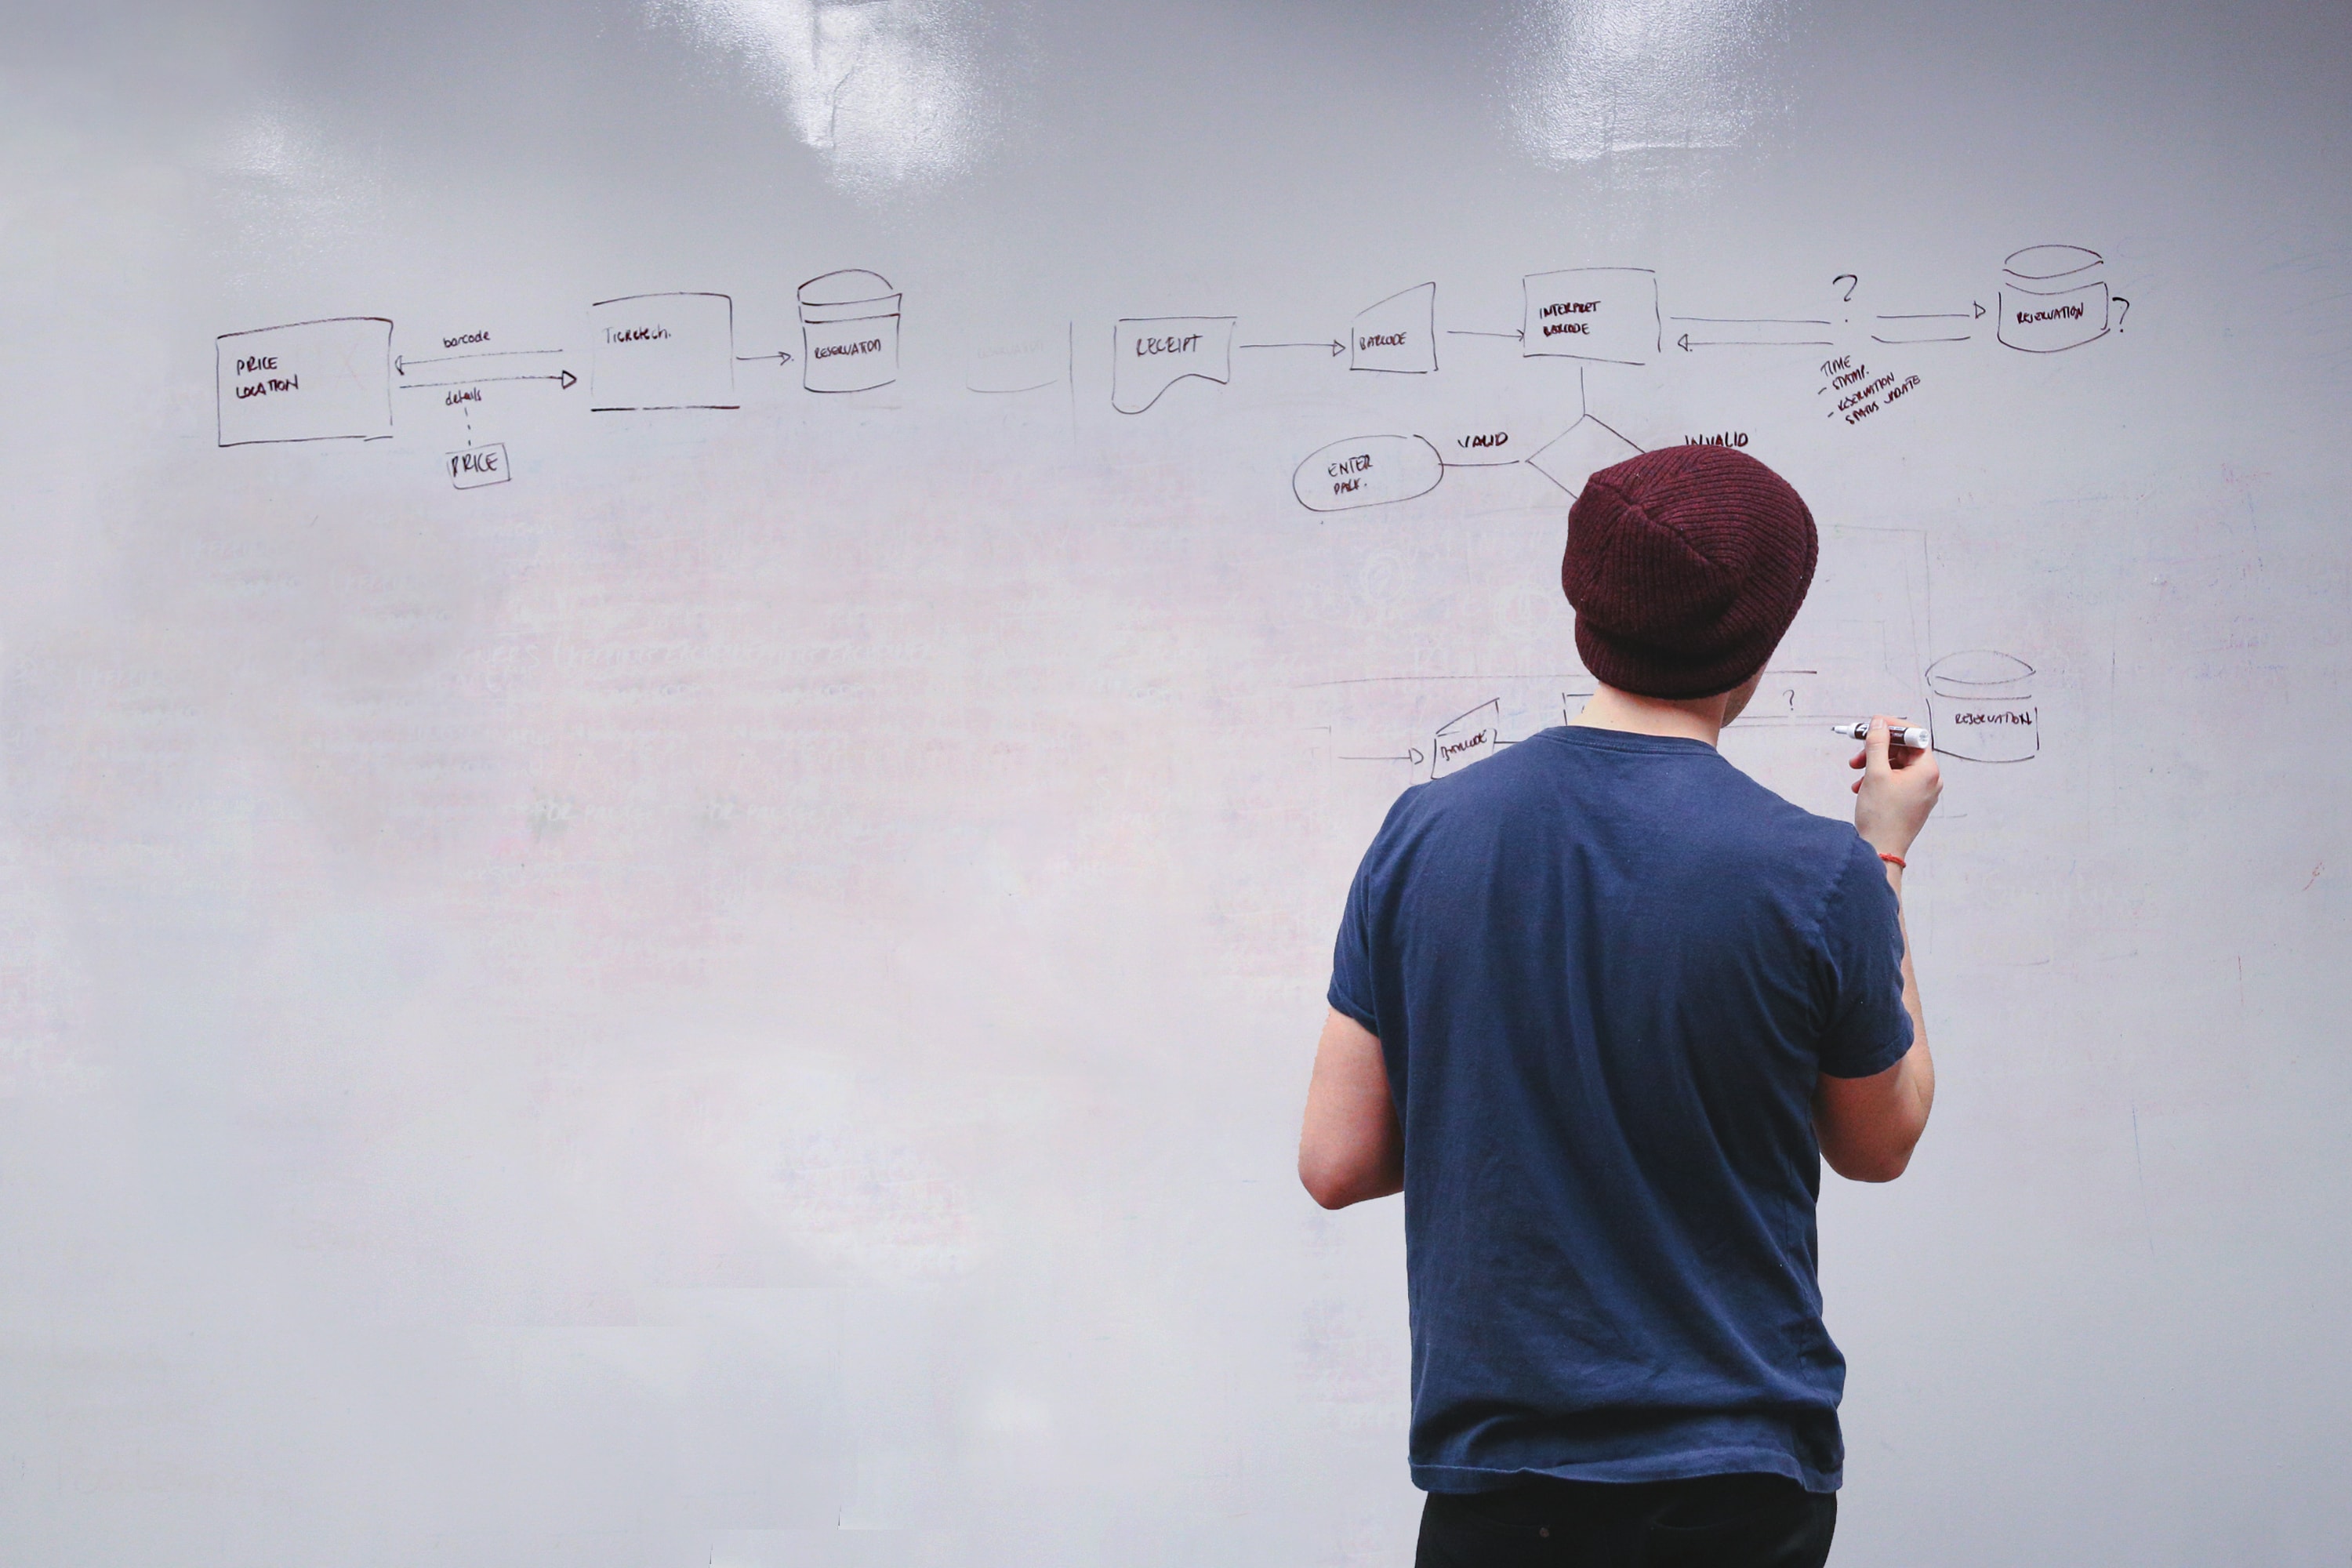 PRICE
LOCATION
barcode
details
PRICE
Ticketech.
RESERVATION
RECEIPT
BARCODE
INTERPRET
BARCODE
?
TIME
- STAMP.
- RESERVATION
STATUS UPDATE
RESERVATION ?
VALID
INVALID
ENTER
BARCODE
?
RESERVATION